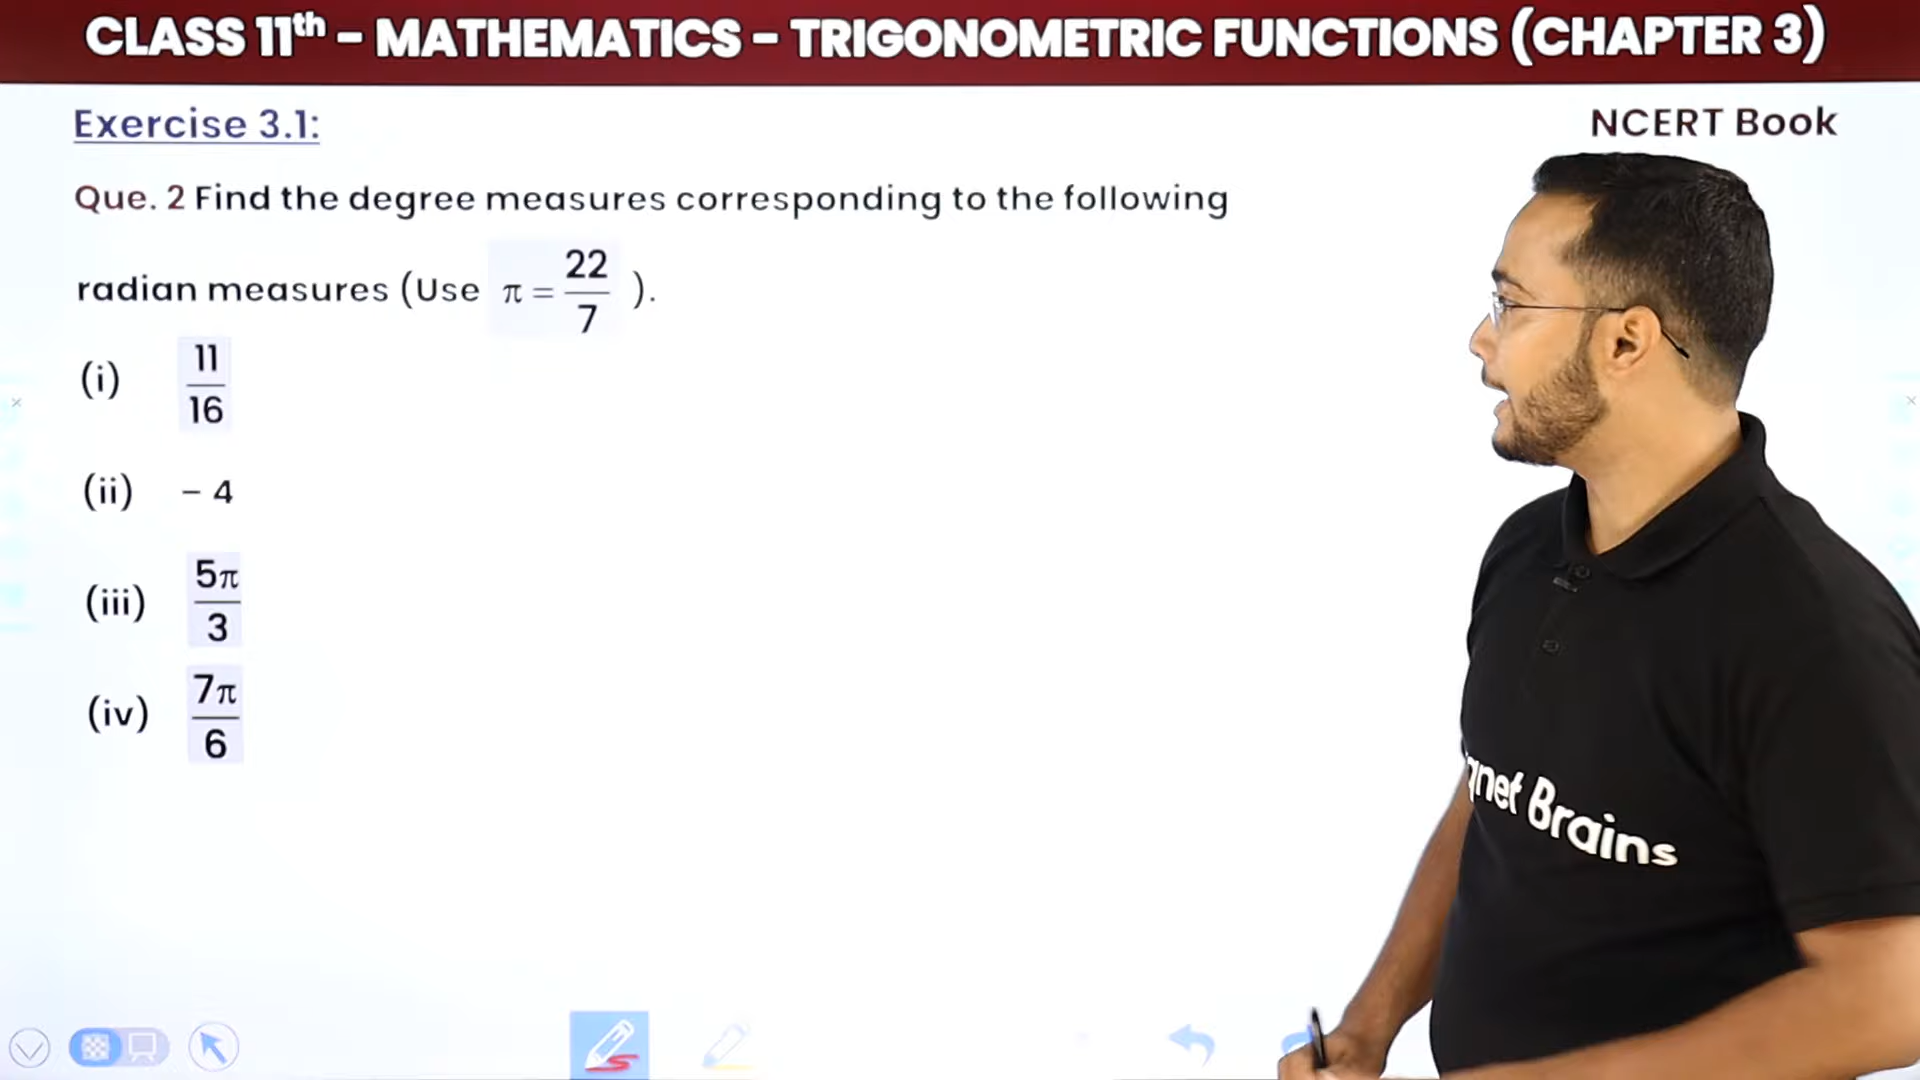 CLASS 11th – MATHEMATICS – TRIGONOMETRIC FUNCTIONS (CHAPTER 3)
Exercise 3.1:
NCERT Book
Que. 2 Find the degree measures corresponding to the following
radian measures (Use π = 22/7 ).
(i) 11/16
(ii) – 4
(iii) 5π/3
(iv) 7π/6
gnet Brains